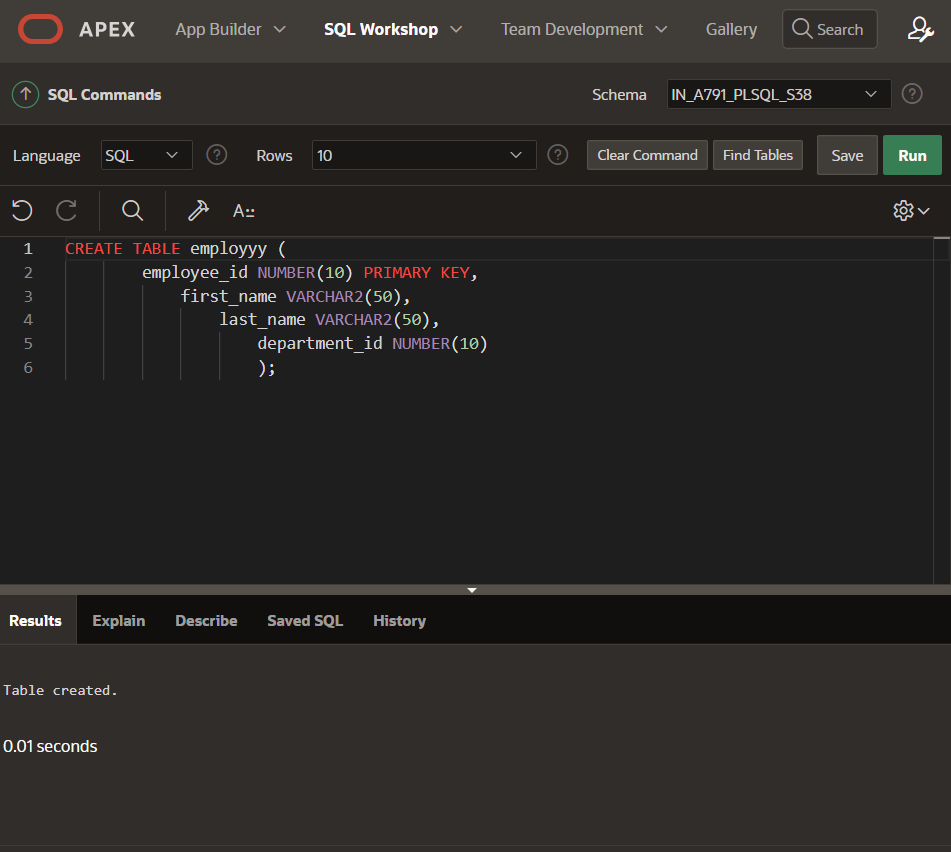 APEX App Builder SQL Workshop Team Development Gallery Search
SQL Commands Schema IN_A791_PLSQL_S38 ?
Language SQL ? Rows 10 ? Clear Command Find Tables Save Run
A::
1 CREATE TABLE employyy (
2 employee_id NUMBER(10) PRIMARY KEY,
3 first_name VARCHAR2(50),
4 last_name VARCHAR2(50),
5 department_id NUMBER(10)
6 );
Results Explain Describe Saved SQL History
Table created.
0.01 seconds